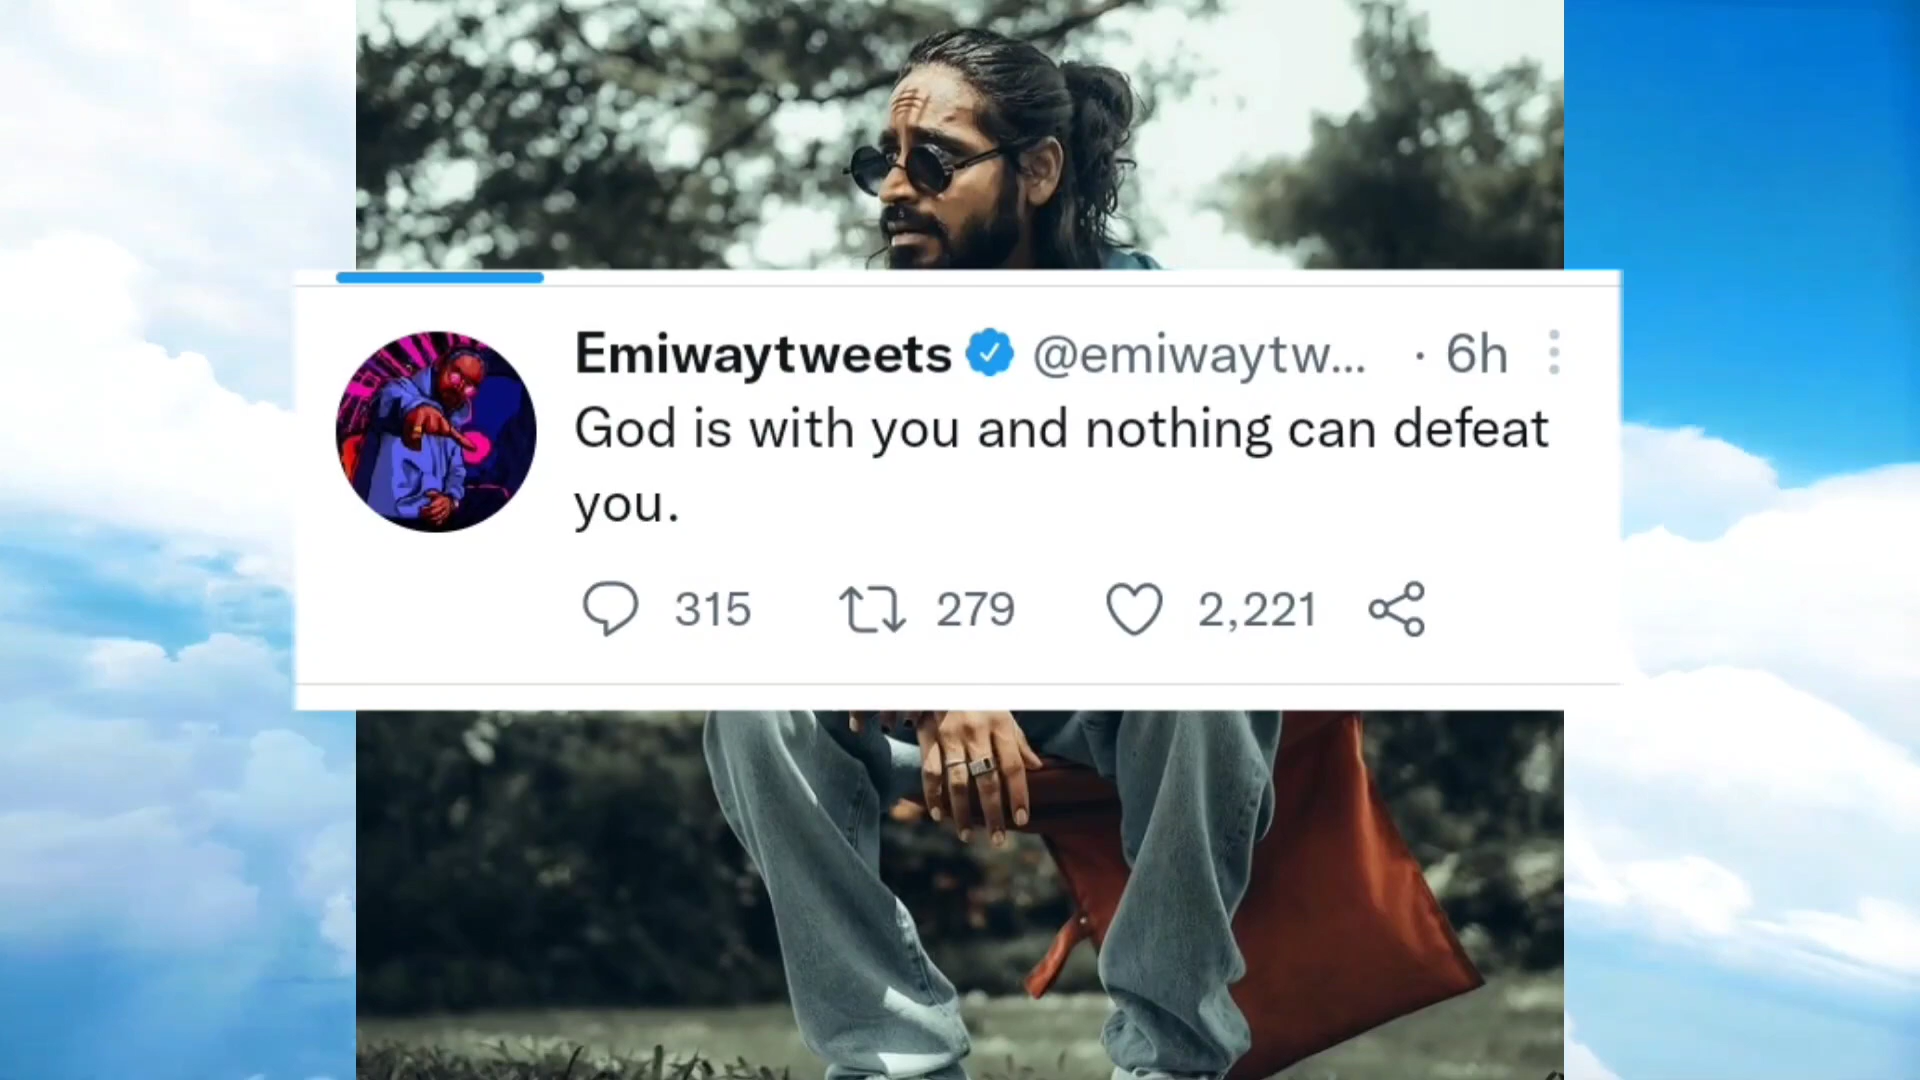 Emiwaytweets @emiwaytw... · 6h
God is with you and nothing can defeat
you.
315 279 2,221